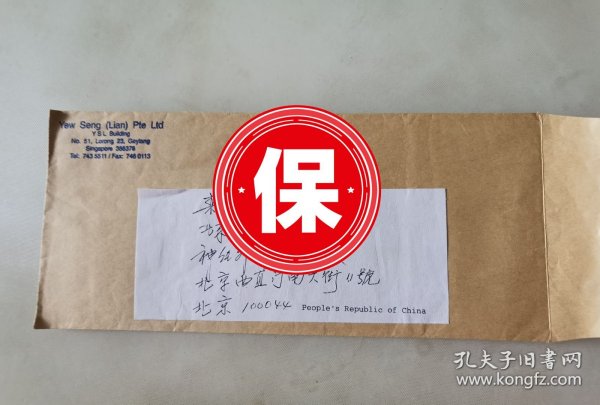 Yew Seng (Lian) Pte Ltd
Y S L Building
No. 51, Lorong 23, Geylang
Singapore 388378
Tel: 743 5511 / Fax: 746 0113
保
北京西直门南大街11號
北京 100044 People's Republic of China
孔夫子旧书网
www.kongfz.com